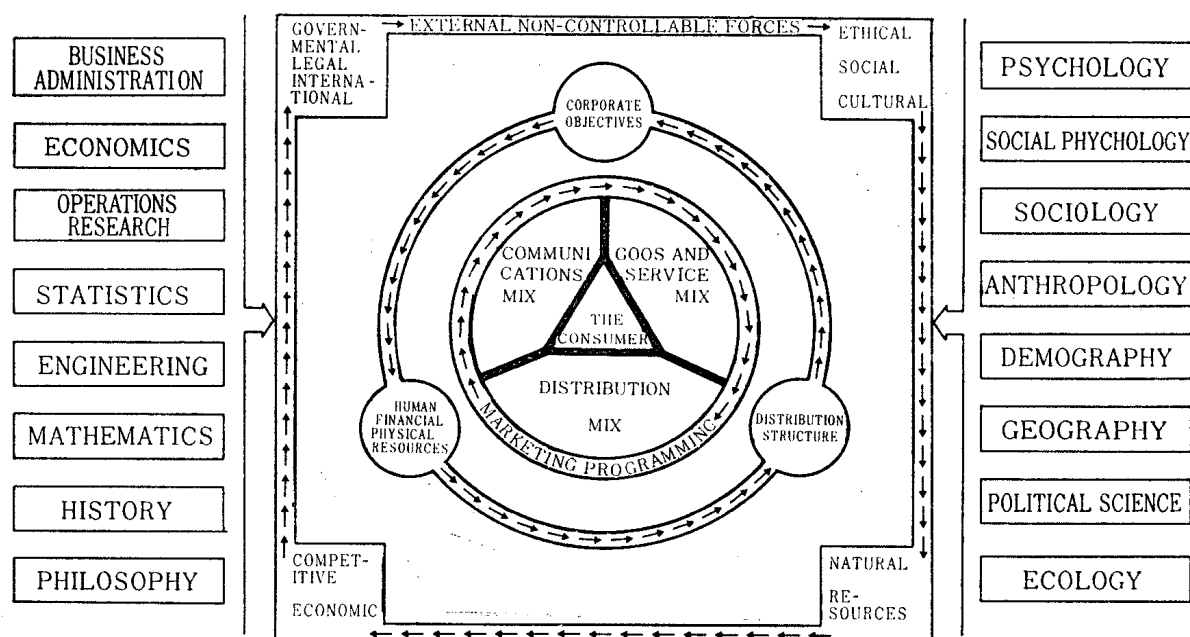 BUSINESS
ADMINISTRATION
ECONOMICS
OPERATIONS
RESEARCH
STATISTICS
ENGINEERING
MATHEMATICS
HISTORY
PHILOSOPHY
GOVERN-
MENTAL
LEGAL
INTERNA-
TIONAL
EXTERNAL NON-CONTROLLABLE FORCES
ETHICAL
SOCIAL
CULTURAL
CORPORATE
OBJECTIVES
COMMUNI
CATIONS
MIX
GOOS AND
SERVICE
MIX
THE
CONSUMER
DISTRIBUTION
MIX
MARKETING PROGRAMMING
HUMAN
FINANCIAL
PHYSICAL
RESOURCES
DISTRIBUTION
STRUCTURE
COMPET-
ITIVE
ECONOMIC
NATURAL
RE-
SOURCES
PSYCHOLOGY
SOCIAL PHYCHOLOGY
SOCIOLOGY
ANTHROPOLOGY
DEMOGRAPHY
GEOGRAPHY
POLITICAL SCIENCE
ECOLOGY